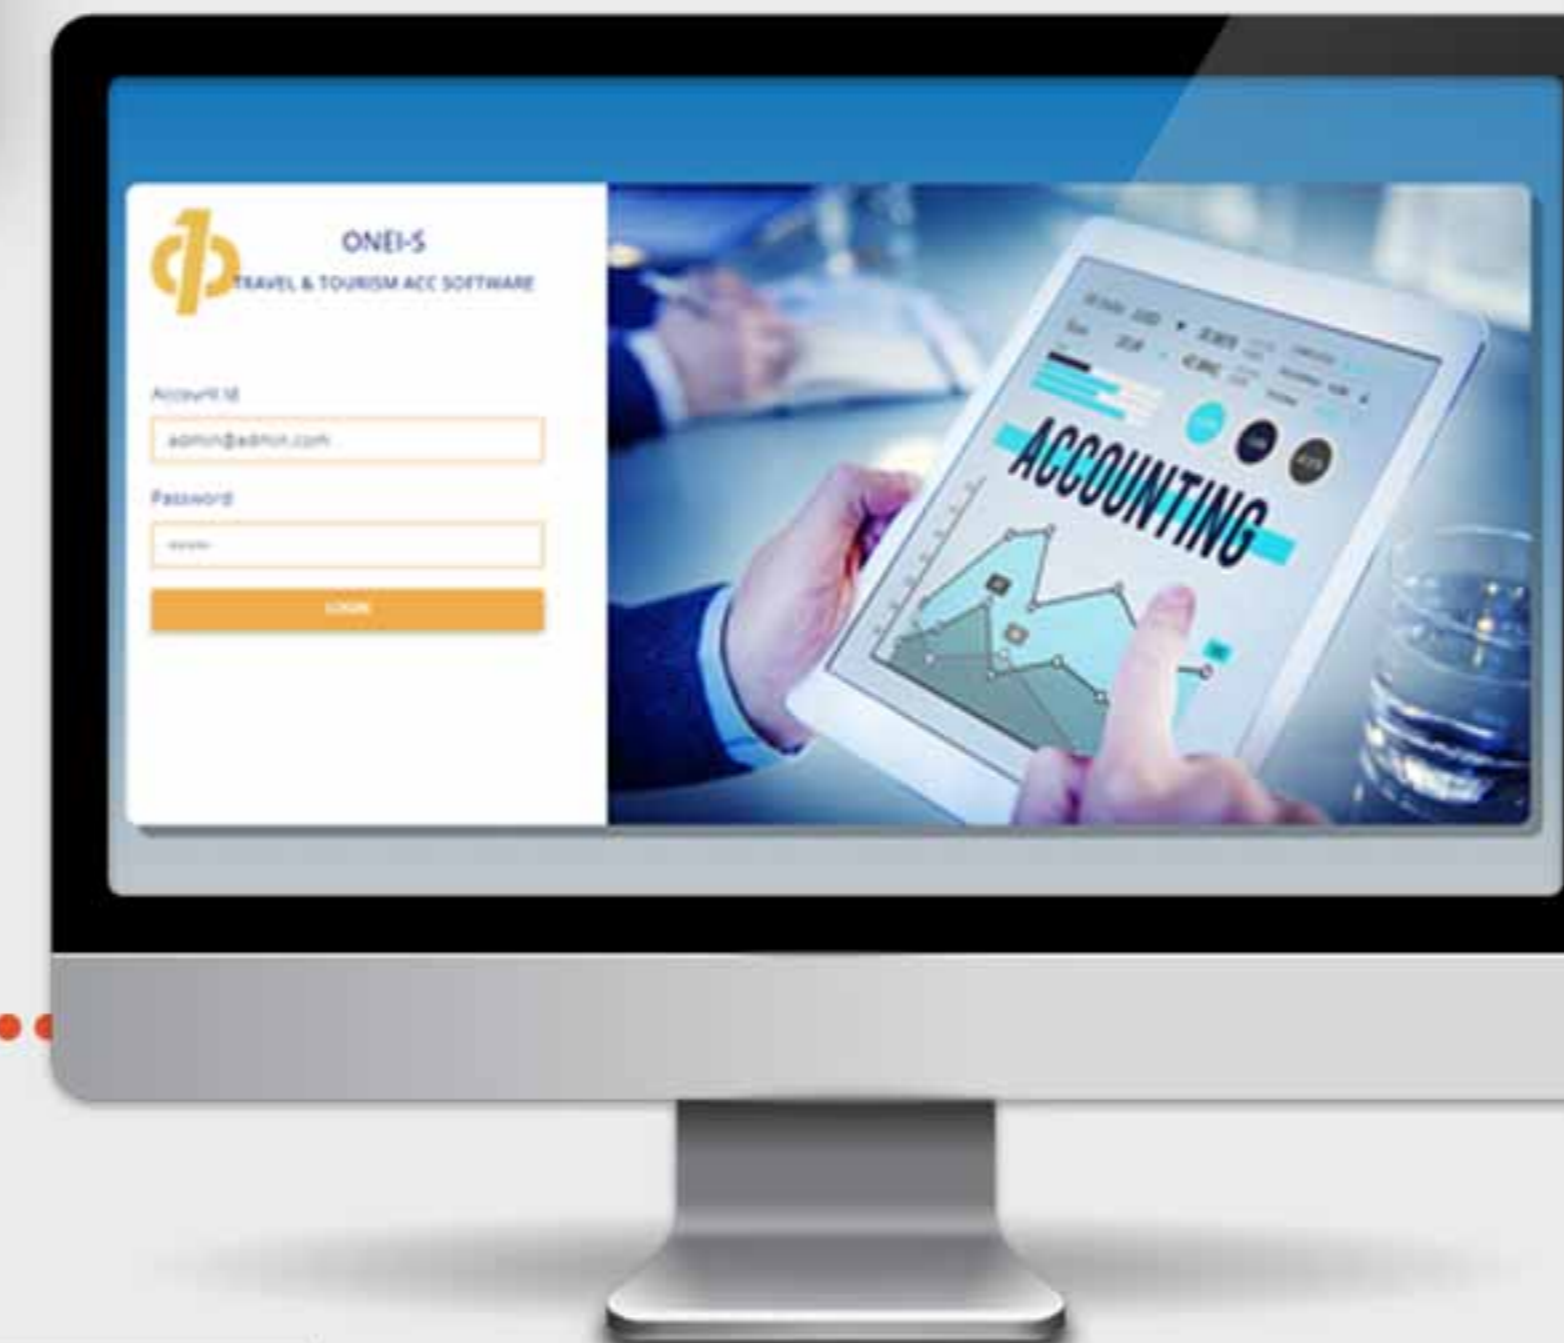 ONEI-S
TRAVEL & TOURISM ACC SOFTWARE
Account Id
admin@admin.com
Password
LOGIN
ACCOUNTING